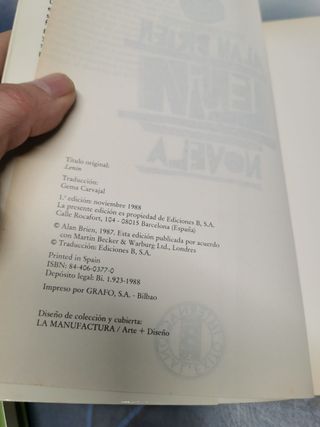 Título original:
Lenin
Traducción:
Gema Carvajal
1.ª edición noviembre 1988
La presente edición es propiedad de Ediciones B, S.A.
Calle Rocafort, 104 - 08015 Barcelona (España)
© Alan Brien, 1987. Esta edición publicada por acuerdo
con Martin Becker & Warburg Ltd., Londres
© Traducción: Ediciones B, S.A.
Printed in Spain
ISBN: 84-406-0377-0
Depósito legal: Bi. 1.923-1988
Impreso por GRAFO, S.A. - Bilbao
Diseño de colección y cubierta:
LA MANUFACTURA / Arte + Diseño